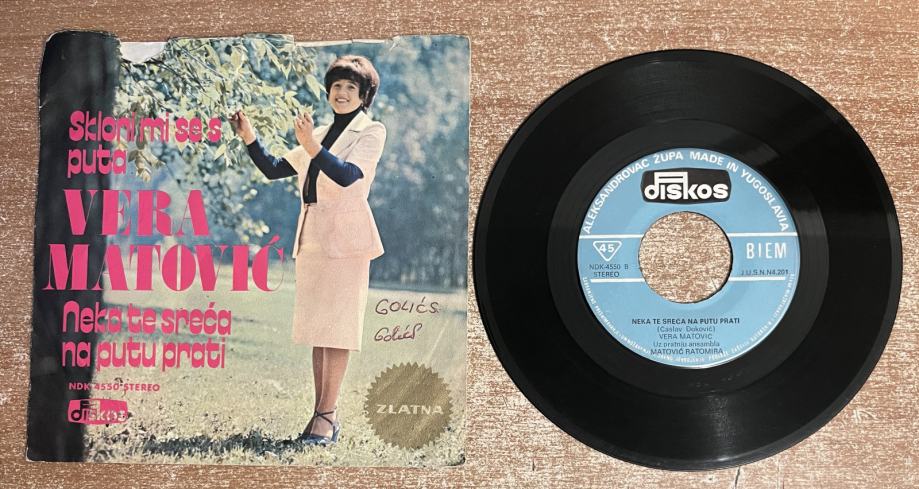 Skloni mi se s
puta
VERA
MATOVIĆ
Neka te sreća
na putu prati
NDK-4550-STEREO
Diskos
GOLIĆ S.
ZLATNA
ALEKSANDROVAC ŽUPA MADE IN YUGOSLAVIA
Diskos
45
NDK-4550 B
STEREO
BIEM
J.U.S.N.N4.201
NEKA TE SREĆA NA PUTU PRATI
(Časlav Đoković)
VERA MATOVIĆ
Uz pratnju ansambla
MATOVIĆ RATOMIRA